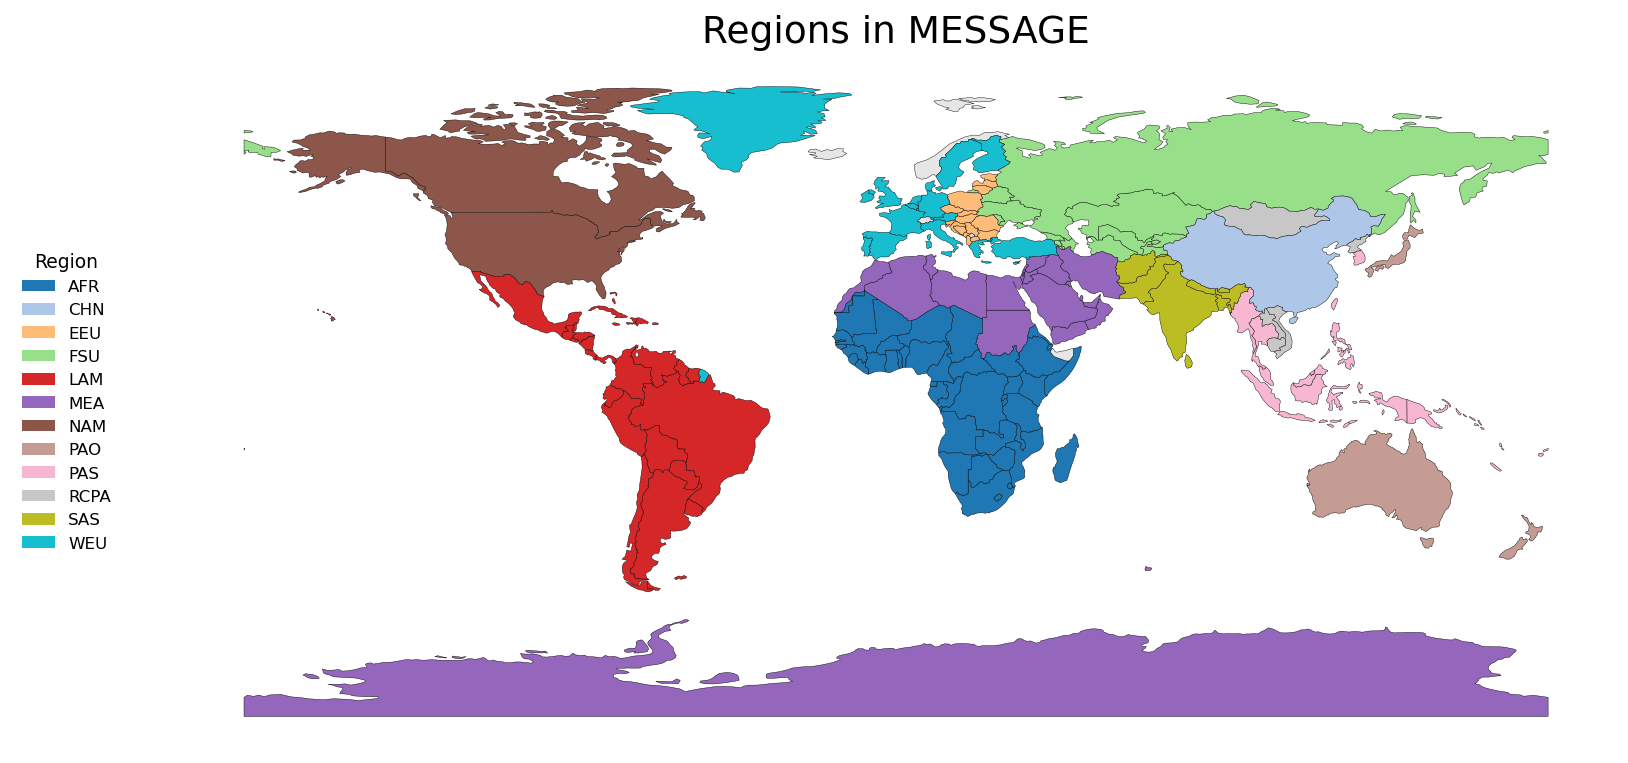 Regions in MESSAGE
Region
AFR
CHN
EEU
FSU
LAM
MEA
NAM
PAO
PAS
RCPA
SAS
WEU